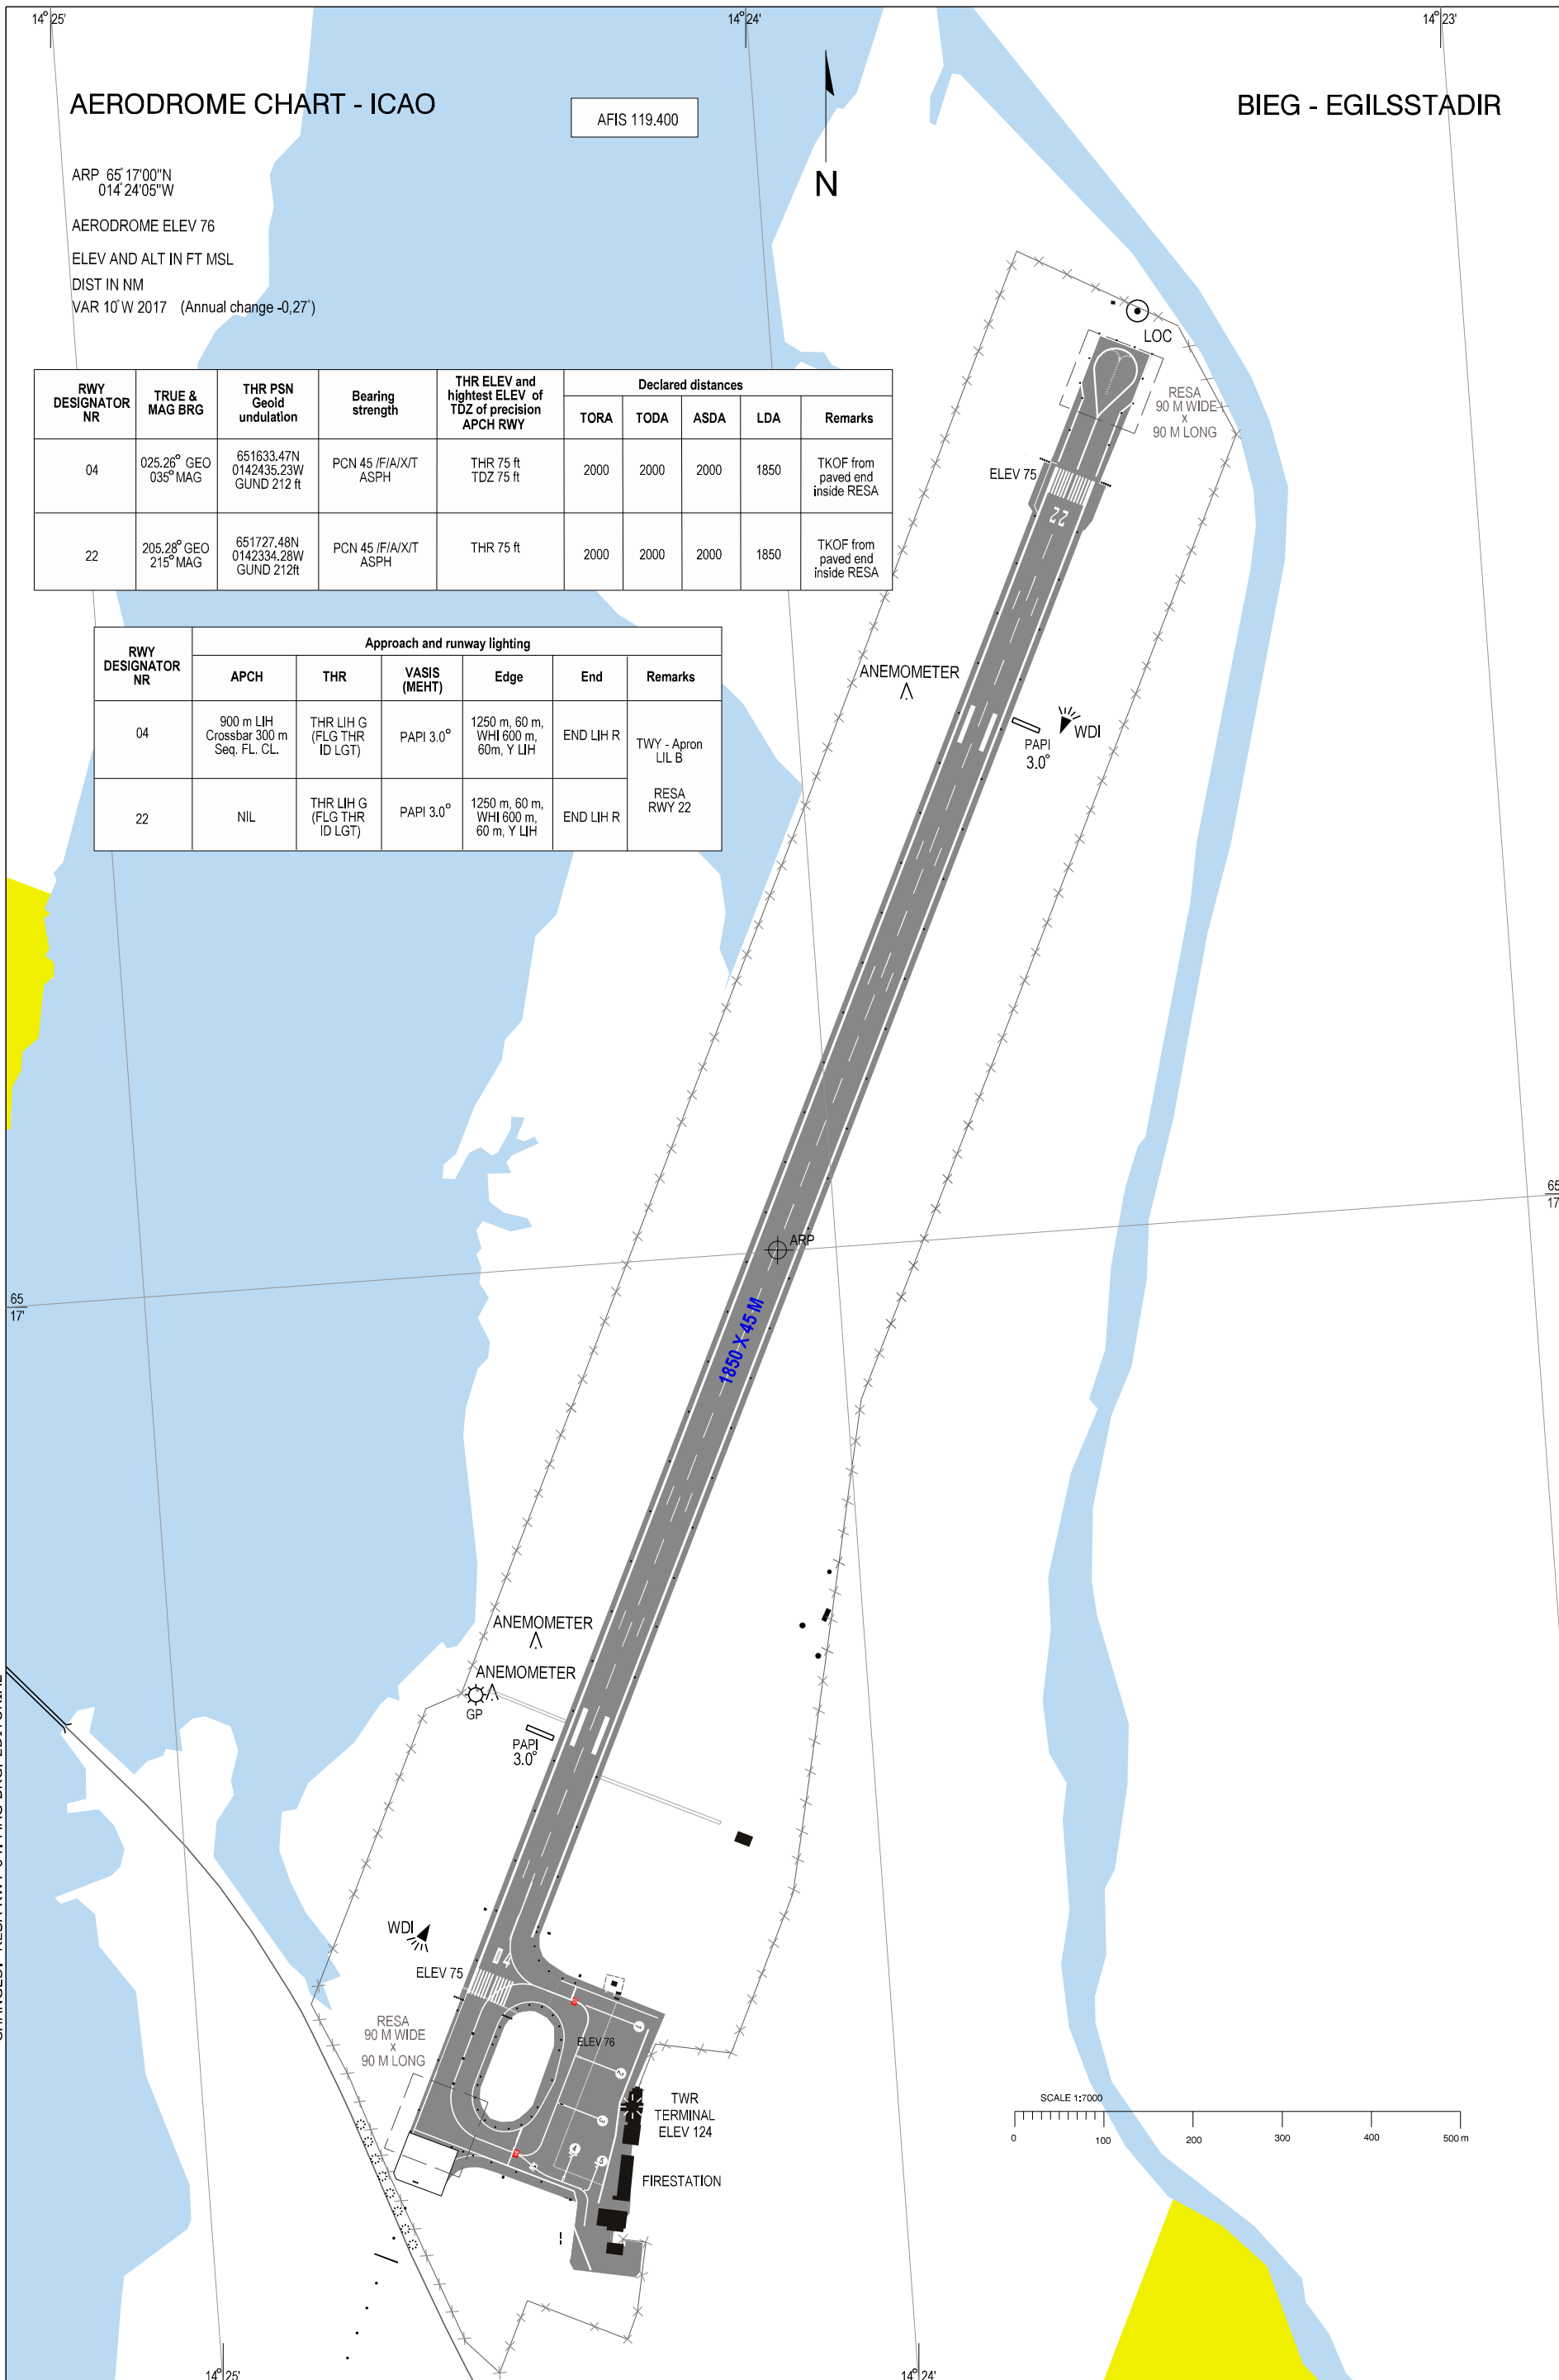 14°25'
14°24'
14°23'
AERODROME CHART - ICAO
AFIS 119.400
BIEG - EGILSSTADIR
N
ARP 65°17'00"N
014°24'05"W
AERODROME ELEV 76
ELEV AND ALT IN FT MSL
DIST IN NM
VAR 10°W 2017 (Annual change -0,27°)
RWY DESIGNATOR NR
TRUE & MAG BRG
THR PSN Geoid undulation
Bearing strength
THR ELEV and hightest ELEV of TDZ of precision APCH RWY
Declared distances
TORA TODA ASDA LDA Remarks
04
025.26° GEO
035° MAG
651633.47N
0142435.23W
GUND 212 ft
PCN 45 /F/A/X/T
ASPH
THR 75 ft
TDZ 75 ft
2000 2000 2000 1850
TKOF from
paved end
inside RESA
22
205.28° GEO
215° MAG
651727.48N
0142334.28W
GUND 212ft
PCN 45 /F/A/X/T
ASPH
THR 75 ft
2000 2000 2000 1850
TKOF from
paved end
inside RESA
RWY DESIGNATOR NR
Approach and runway lighting
APCH THR VASIS (MEHT) Edge End Remarks
04
900 m LIH
Crossbar 300 m
Seq. FL. CL.
THR LIH G
(FLG THR
ID LGT)
PAPI 3.0°
1250 m, 60 m,
WHI 600 m,
60m, Y LIH
END LIH R
TWY - Apron
LIL B
RESA
RWY 22
22
NIL
THR LIH G
(FLG THR
ID LGT)
PAPI 3.0°
1250 m, 60 m,
WHI 600 m,
60 m, Y LIH
END LIH R
LOC
RESA
90 M WIDE
x
90 M LONG
ELEV 75
22
ANEMOMETER
WDI
PAPI
3.0°
65
17
ARP
65
17'
1850 X 45 M
ANEMOMETER
ANEMOMETER
GP
PAPI
3.0°
WDI
ELEV 75
4
RESA
90 M WIDE
x
90 M LONG
ELEV 76
1
2
3
4
5
TWR
TERMINAL
ELEV 124
FIRESTATION
SCALE 1:7000
0 100 200 300 400 500 m
14°25'
14°24'